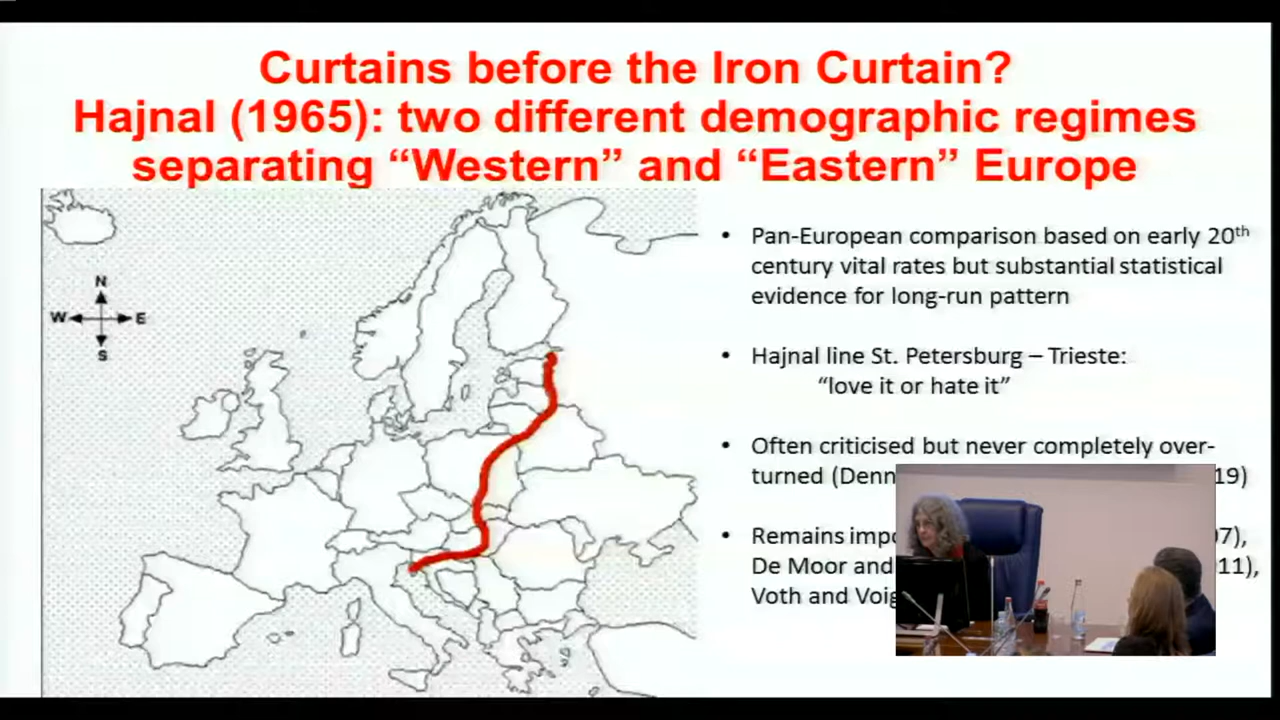 Curtains before the Iron Curtain?
Hajnal (1965): two different demographic regimes
separating “Western” and “Eastern” Europe
N
W E
S
• Pan-European comparison based on early 20th
century vital rates but substantial statistical
evidence for long-run pattern
• Hajnal line St. Petersburg – Trieste:
“love it or hate it”
• Often criticised but never completely over-
turned (Denn 19)
• Remains impo 07),
De Moor and 011),
Voth and Voig